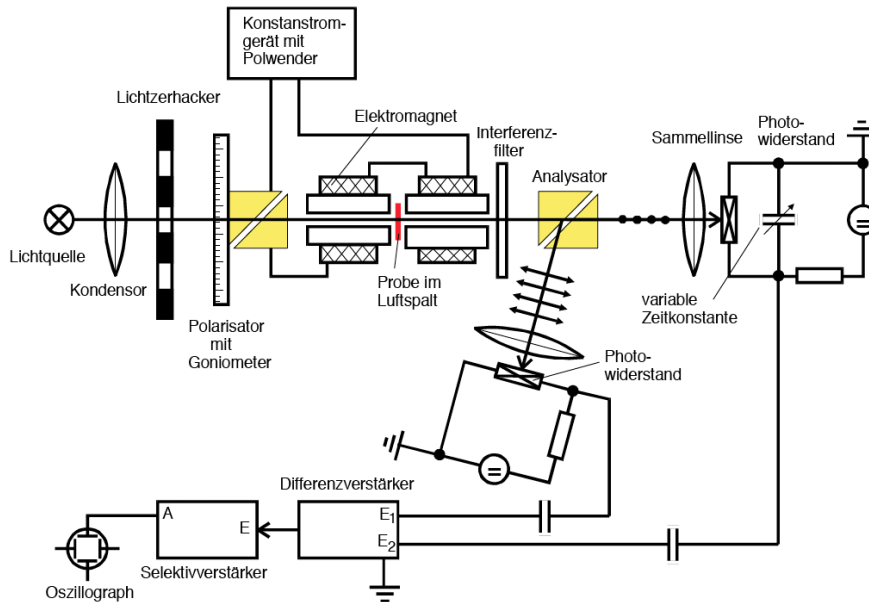 Konstanstrom-
gerät mit
Polwender
Lichtzerhacker
Elektromagnet
Interferenz-
filter
Analysator
Sammellinse
Photo-
widerstand
Lichtquelle
Kondensor
Polarisator
mit
Goniometer
Probe im
Luftspalt
variable
Zeitkonstante
Photo-
widerstand
Differenzverstärker
A
E
E1
E2
Selektivverstärker
Oszillograph